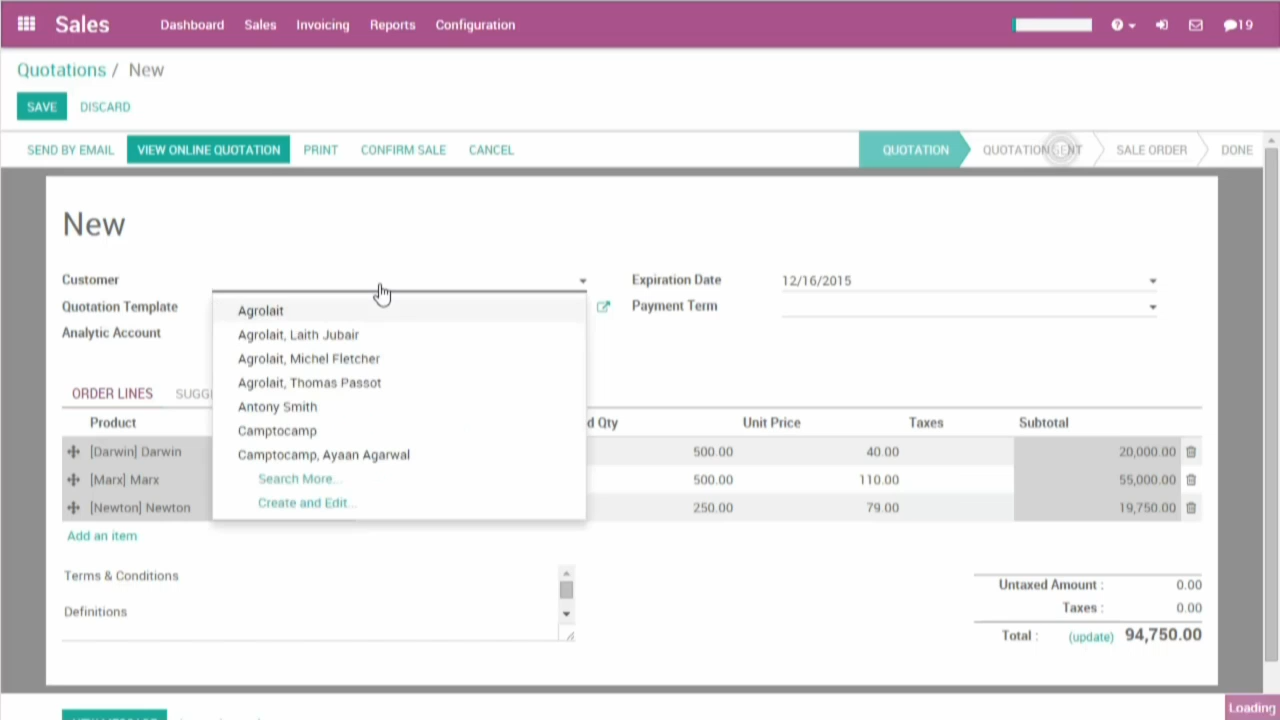 Sales Dashboard Sales Invoicing Reports Configuration 19
Quotations / New
SAVE DISCARD
SEND BY EMAIL VIEW ONLINE QUOTATION PRINT CONFIRM SALE CANCEL QUOTATION QUOTATION SENT SALE ORDER DONE
New
Customer Expiration Date 12/16/2015
Quotation Template Payment Term
Analytic Account
Agrolait
Agrolait, Laith Jubair
Agrolait, Michel Fletcher
Agrolait, Thomas Passot
Antony Smith
Camptocamp
Camptocamp, Ayaan Agarwal
Search More...
Create and Edit...
ORDER LINES SUGG
Product d Qty Unit Price Taxes Subtotal
[Darwin] Darwin 500.00 40.00 20,000.00
[Marx] Marx 500.00 110.00 55,000.00
[Newton] Newton 250.00 79.00 19,750.00
Add an item
Terms & Conditions
Definitions
Untaxed Amount : 0.00
Taxes : 0.00
Total : (update) 94,750.00
Loading